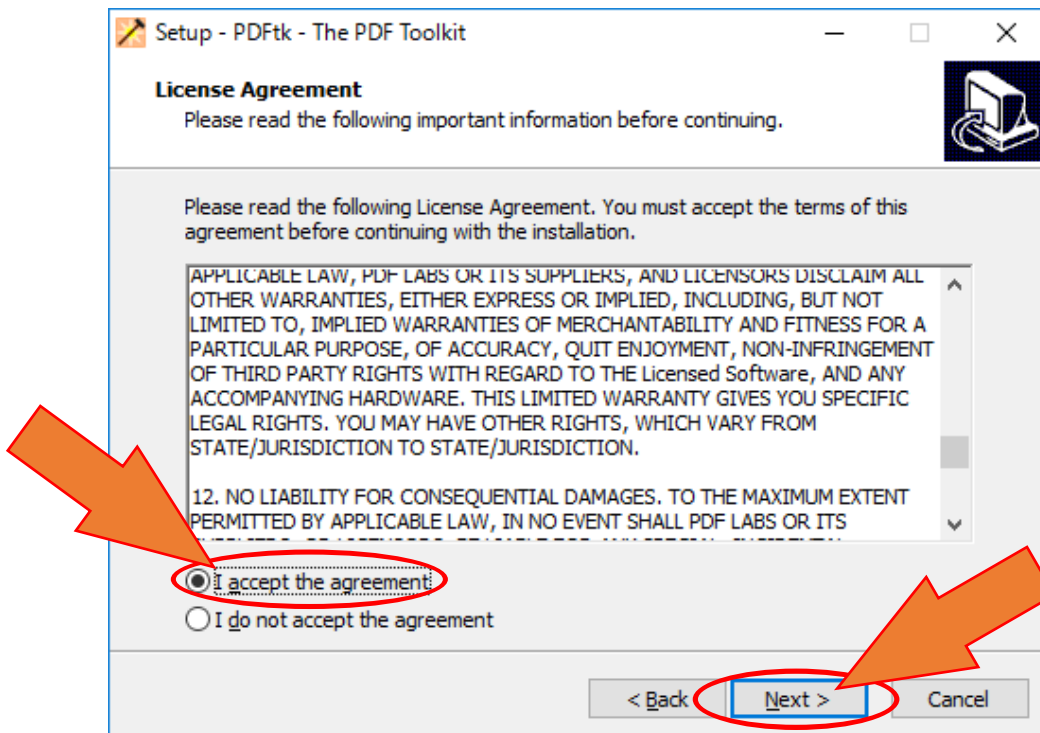 Setup - PDFtk - The PDF Toolkit
License Agreement
Please read the following important information before continuing.
Please read the following License Agreement. You must accept the terms of this
agreement before continuing with the installation.
APPLICABLE LAW, PDF LABS OR ITS SUPPLIERS, AND LICENSORS DISCLAIM ALL
OTHER WARRANTIES, EITHER EXPRESS OR IMPLIED, INCLUDING, BUT NOT
LIMITED TO, IMPLIED WARRANTIES OF MERCHANTABILITY AND FITNESS FOR A
PARTICULAR PURPOSE, OF ACCURACY, QUIT ENJOYMENT, NON-INFRINGEMENT
OF THIRD PARTY RIGHTS WITH REGARD TO THE Licensed Software, AND ANY
ACCOMPANYING HARDWARE. THIS LIMITED WARRANTY GIVES YOU SPECIFIC
LEGAL RIGHTS. YOU MAY HAVE OTHER RIGHTS, WHICH VARY FROM
STATE/JURISDICTION TO STATE/JURISDICTION.
12. NO LIABILITY FOR CONSEQUENTIAL DAMAGES. TO THE MAXIMUM EXTENT
PERMITTED BY APPLICABLE LAW, IN NO EVENT SHALL PDF LABS OR ITS
I accept the agreement
I do not accept the agreement
< Back
Next >
Cancel